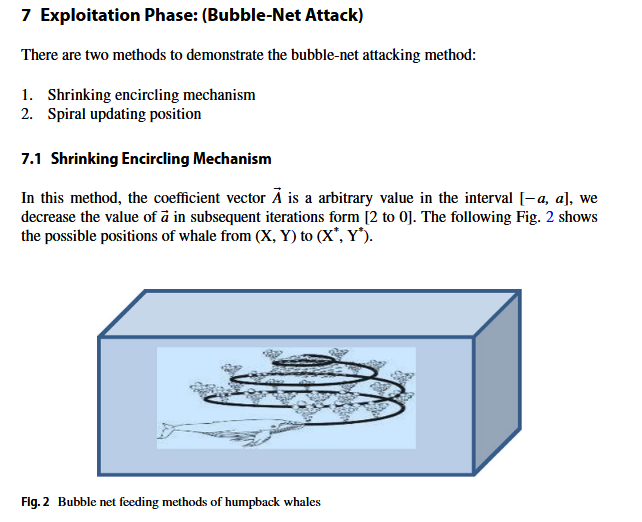 7 Exploitation Phase: (Bubble-Net Attack)
There are two methods to demonstrate the bubble-net attacking method:
1. Shrinking encircling mechanism
2. Spiral updating position
7.1 Shrinking Encircling Mechanism
In this method, the coefficient vector A⃗ is a arbitrary value in the interval [−a, a], we
decrease the value of a⃗ in subsequent iterations form [2 to 0]. The following Fig. 2 shows
the possible positions of whale from (X, Y) to (X*, Y*).
Fig. 2 Bubble net feeding methods of humpback whales